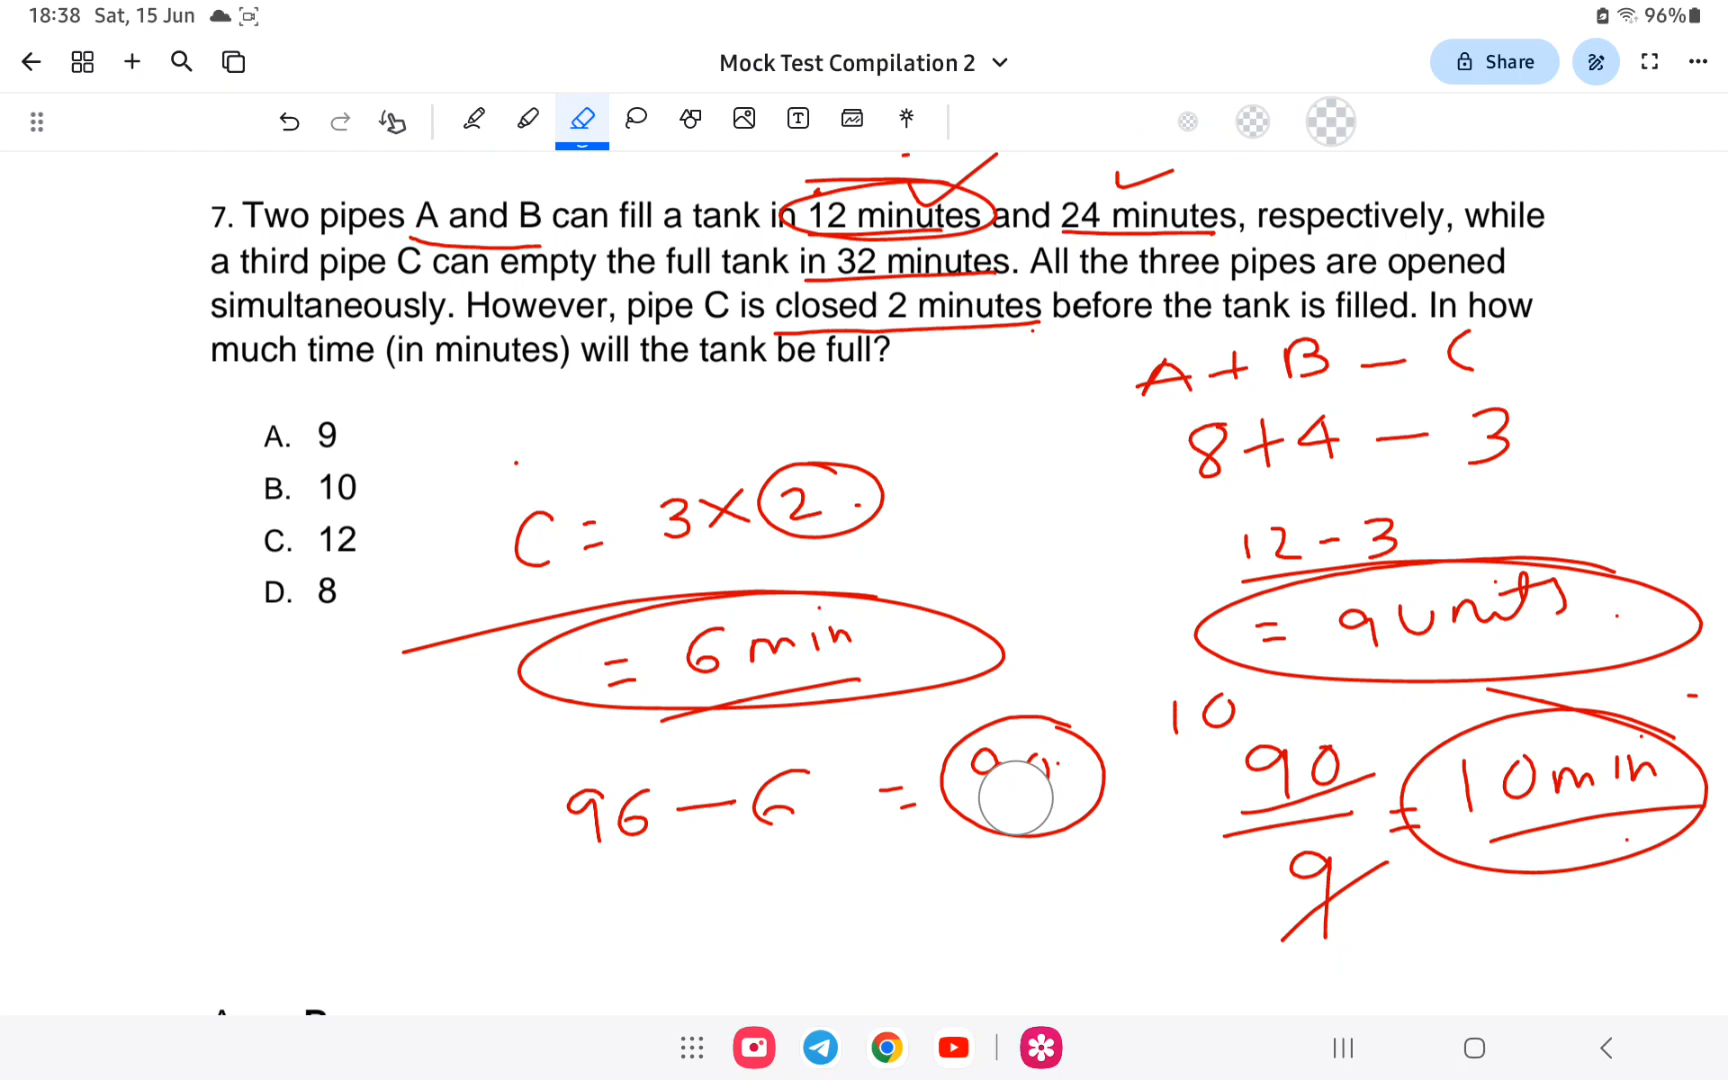 18:38 Sat, 15 Jun
96%
Mock Test Compilation 2
Share
7. Two pipes A and B can fill a tank in 12 minutes and 24 minutes, respectively, while
a third pipe C can empty the full tank in 32 minutes. All the three pipes are opened
simultaneously. However, pipe C is closed 2 minutes before the tank is filled. In how
much time (in minutes) will the tank be full?
A + B - C
8 + 4 - 3
A. 9
B. 10
C. 12
D. 8
C = 3 × 2
12 - 3
= 9 units
= 6 min
10
96 - 6 =
90
9
= 10 min